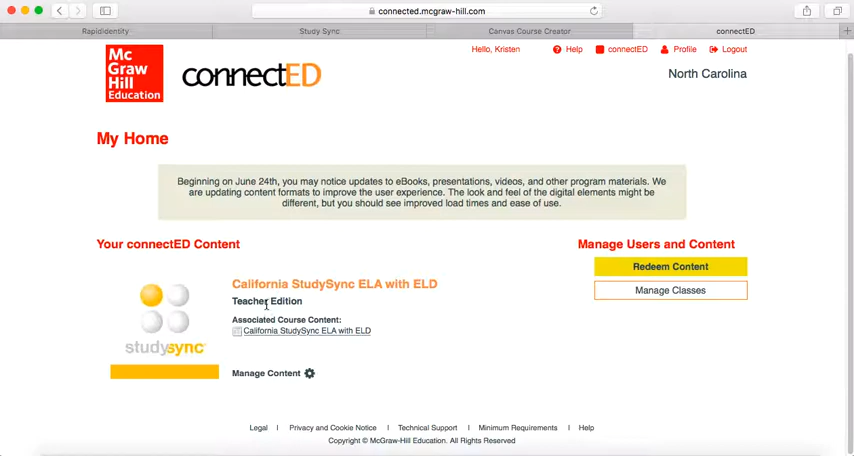 connected.mcgraw-hill.com
RapidIdentity
Study Sync
Canvas Course Creator
connectED
Mc
Graw
Hill
Education
connectED
Hello, Kristen
Help
connectED
Profile
Logout
North Carolina
My Home
Beginning on June 24th, you may notice updates to eBooks, presentations, videos, and other program materials. We
are updating content formats to improve the user experience. The look and feel of the digital elements might be
different, but you should see improved load times and ease of use.
Your connectED Content
studysync
California StudySync ELA with ELD
Teacher Edition
Associated Course Content:
California StudySync ELA with ELD
Manage Content
Manage Users and Content
Redeem Content
Manage Classes
Legal | Privacy and Cookie Notice | Technical Support | Minimum Requirements | Help
Copyright © McGraw-Hill Education. All Rights Reserved